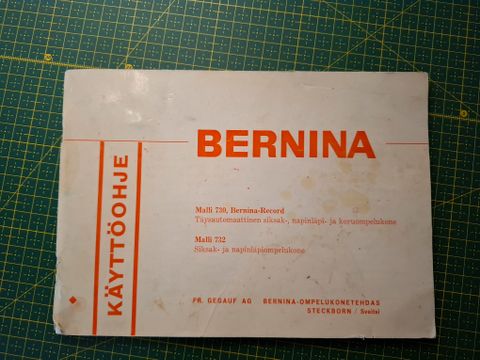 KÄYTTÖOHJE
BERNINA
Malli 730, Bernina-Record
Täysautomaattinen siksak-, napinläpi- ja koruompelukone
Malli 732
Siksak- ja napinläpiompelukone
FR. GEGAUF AG BERNINA-OMPELUKONETEHDAS
STECKBORN / Sveitsi